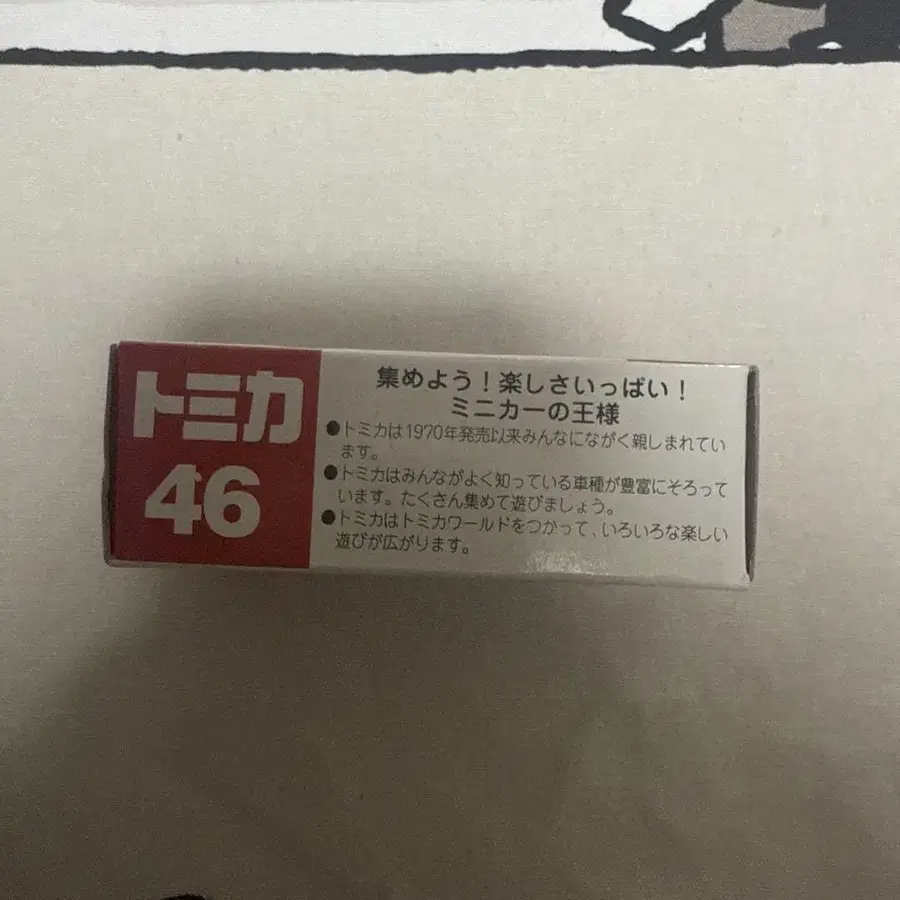 トミカ
46
集めよう！楽しさいっぱい！
ミニカーの王様
●トミカは1970年発売以来みんなにながく親しまれてい
ます。
●トミカはみんながよく知っている車種が豊富にそろって
います。たくさん集めて遊びましょう。
●トミカはトミカワールドをつかって、いろいろな楽しい
遊びが広がります。